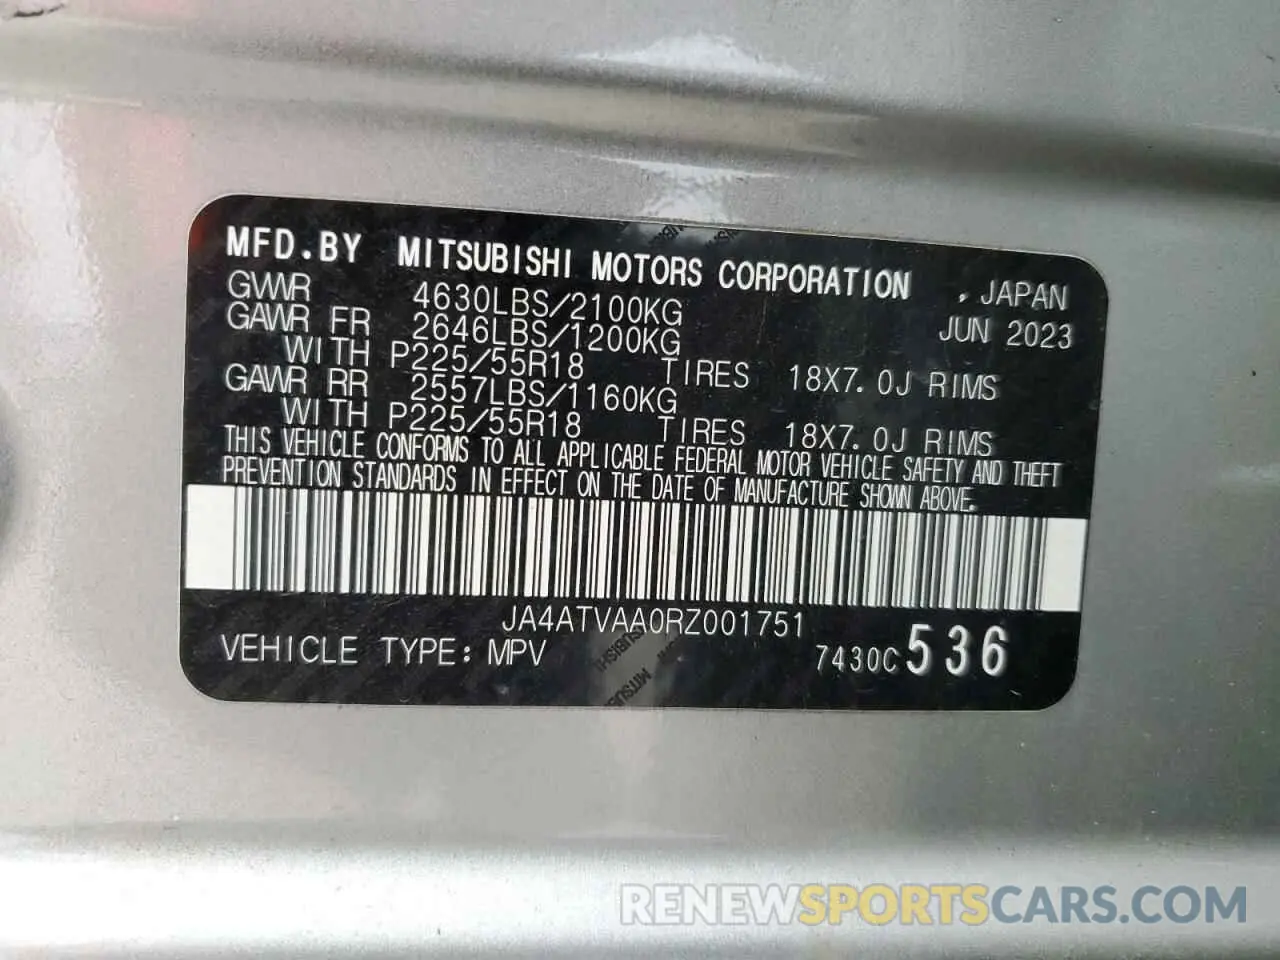 MFD.BY MITSUBISHI MOTORS CORPORATION , JAPAN
GVWR 4630LBS/2100KG JUN 2023
GAWR FR 2646LBS/1200KG
WITH P225/55R18 TIRES 18X7.0J RIMS
GAWR RR 2557LBS/1160KG
WITH P225/55R18 TIRES 18X7.0J RIMS
THIS VEHICLE CONFORMS TO ALL APPLICABLE FEDERAL MOTOR VEHICLE SAFETY AND THEFT
PREVENTION STANDARDS IN EFFECT ON THE DATE OF MANUFACTURE SHOWN ABOVE.
JA4ATVAA0RZ001751
VEHICLE TYPE: MPV 7430C 536
MITSUBISHI
RENEWSPORTSCARS.COM